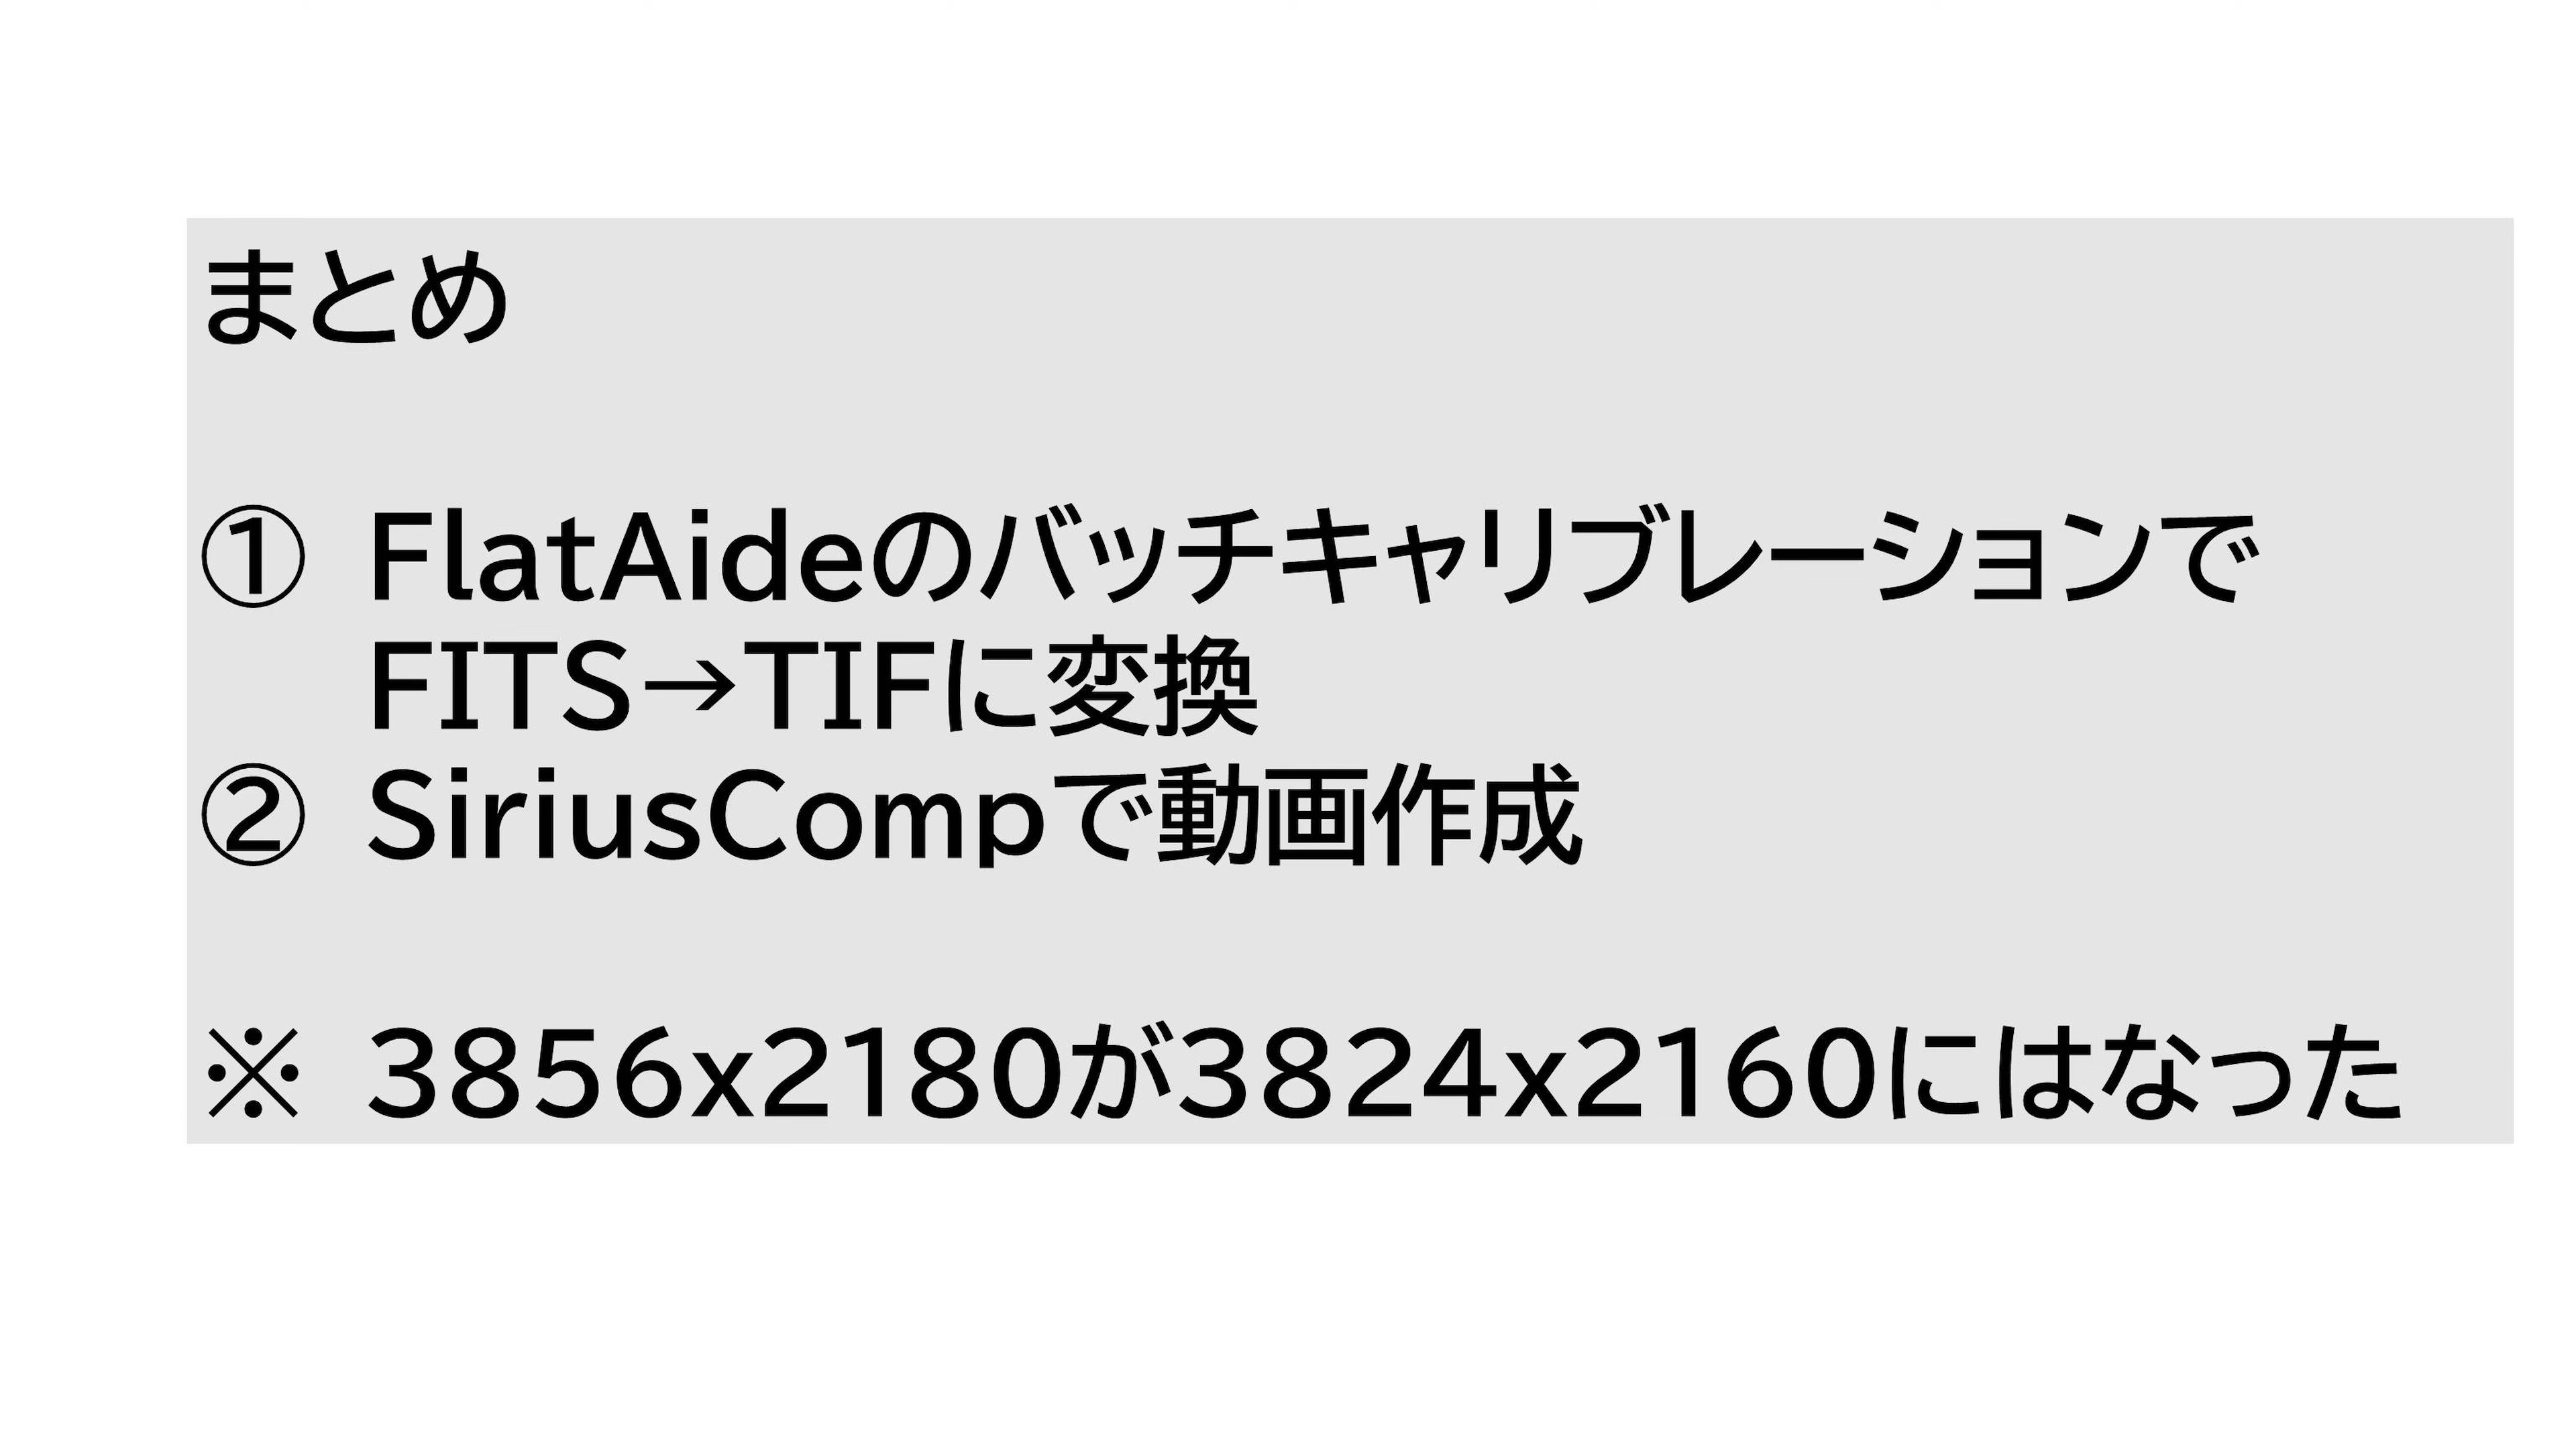 まとめ
① FlatAideのバッチキャリブレーションで
FITS→TIFに変換
② SiriusCompで動画作成
※ 3856x2180が3824x2160にはなった